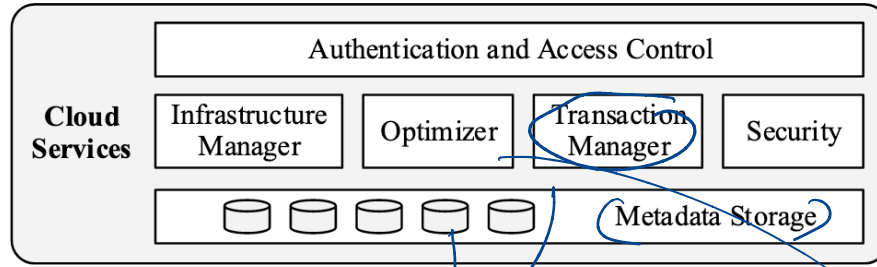 Authentication and Access Control
Cloud
Services
Infrastructure
Manager
Optimizer
Transaction
Manager
Security
Metadata Storage